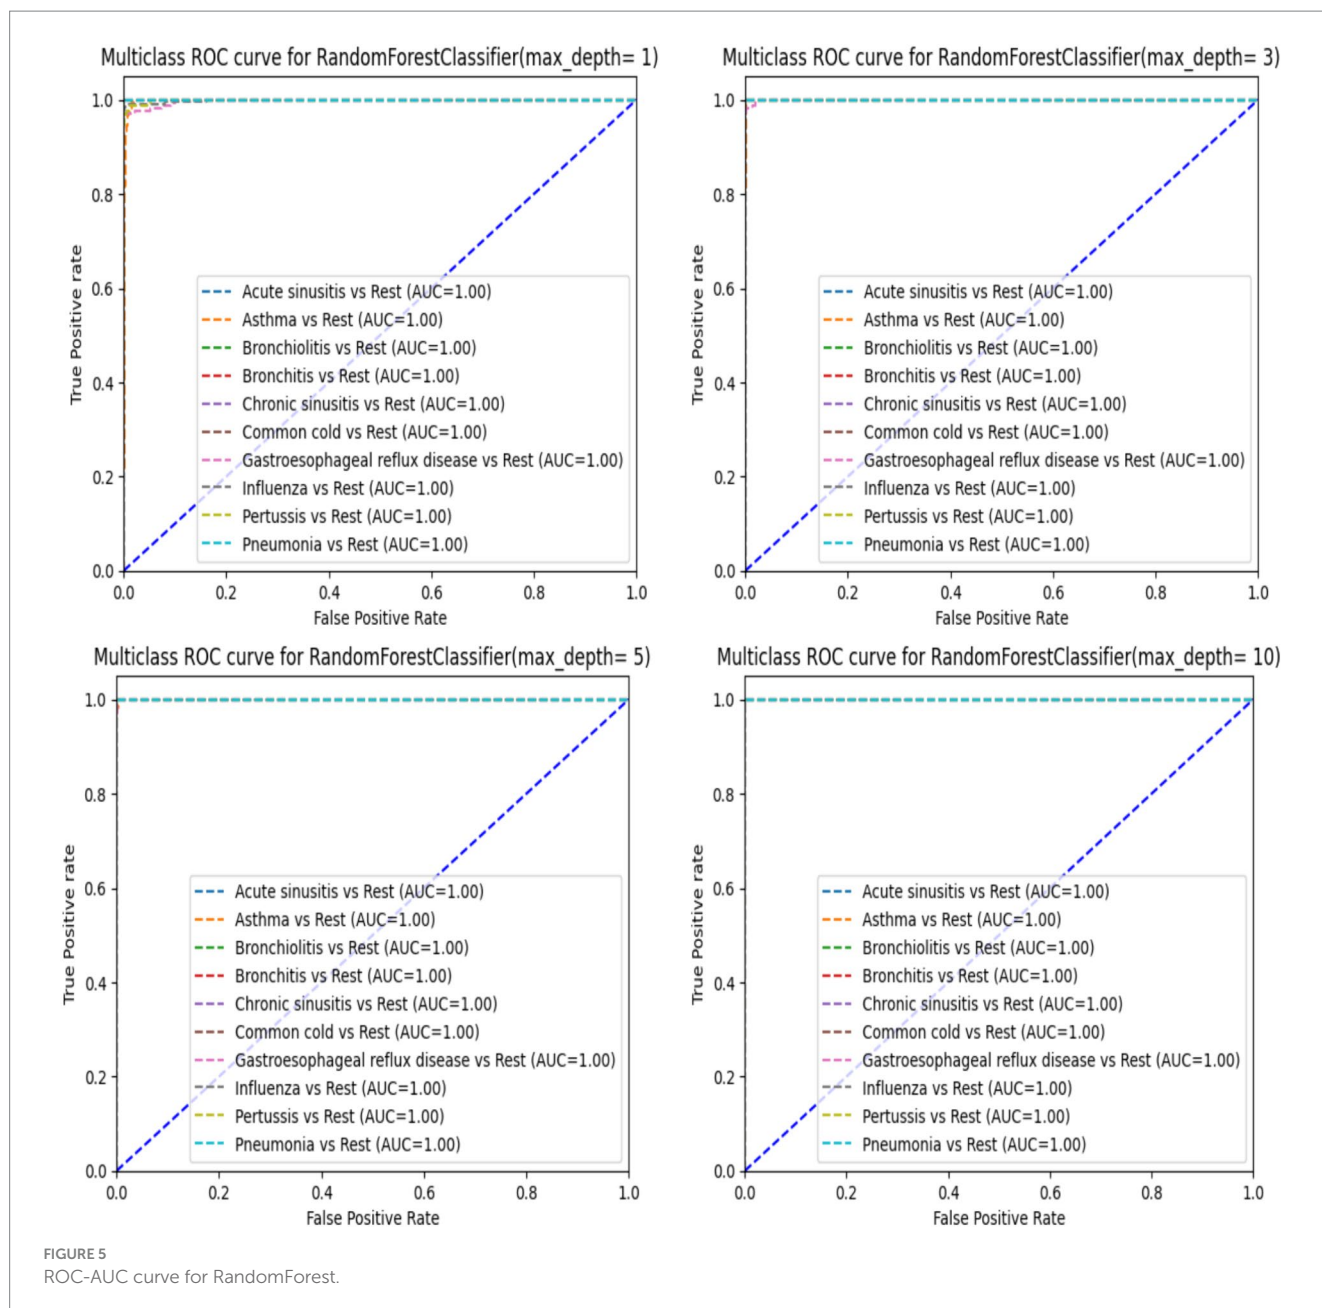 Multiclass ROC curve for RandomForestClassifier(max_depth= 1)
True Positive rate
1.0
0.8
0.6
0.4
0.2
0.0
Acute sinusitis vs Rest (AUC=1.00)
Asthma vs Rest (AUC=1.00)
Bronchiolitis vs Rest (AUC=1.00)
Bronchitis vs Rest (AUC=1.00)
Chronic sinusitis vs Rest (AUC=1.00)
Common cold vs Rest (AUC=1.00)
Gastroesophageal reflux disease vs Rest (AUC=1.00)
Influenza vs Rest (AUC=1.00)
Pertussis vs Rest (AUC=1.00)
Pneumonia vs Rest (AUC=1.00)
0.0 0.2 0.4 0.6 0.8 1.0
False Positive Rate
Multiclass ROC curve for RandomForestClassifier(max_depth= 3)
True Positive rate
1.0
0.8
0.6
0.4
0.2
0.0
Acute sinusitis vs Rest (AUC=1.00)
Asthma vs Rest (AUC=1.00)
Bronchiolitis vs Rest (AUC=1.00)
Bronchitis vs Rest (AUC=1.00)
Chronic sinusitis vs Rest (AUC=1.00)
Common cold vs Rest (AUC=1.00)
Gastroesophageal reflux disease vs Rest (AUC=1.00)
Influenza vs Rest (AUC=1.00)
Pertussis vs Rest (AUC=1.00)
Pneumonia vs Rest (AUC=1.00)
0.0 0.2 0.4 0.6 0.8 1.0
False Positive Rate
Multiclass ROC curve for RandomForestClassifier(max_depth= 5)
True Positive rate
1.0
0.8
0.6
0.4
0.2
0.0
Acute sinusitis vs Rest (AUC=1.00)
Asthma vs Rest (AUC=1.00)
Bronchiolitis vs Rest (AUC=1.00)
Bronchitis vs Rest (AUC=1.00)
Chronic sinusitis vs Rest (AUC=1.00)
Common cold vs Rest (AUC=1.00)
Gastroesophageal reflux disease vs Rest (AUC=1.00)
Influenza vs Rest (AUC=1.00)
Pertussis vs Rest (AUC=1.00)
Pneumonia vs Rest (AUC=1.00)
0.0 0.2 0.4 0.6 0.8 1.0
False Positive Rate
Multiclass ROC curve for RandomForestClassifier(max_depth= 10)
True Positive rate
1.0
0.8
0.6
0.4
0.2
0.0
Acute sinusitis vs Rest (AUC=1.00)
Asthma vs Rest (AUC=1.00)
Bronchiolitis vs Rest (AUC=1.00)
Bronchitis vs Rest (AUC=1.00)
Chronic sinusitis vs Rest (AUC=1.00)
Common cold vs Rest (AUC=1.00)
Gastroesophageal reflux disease vs Rest (AUC=1.00)
Influenza vs Rest (AUC=1.00)
Pertussis vs Rest (AUC=1.00)
Pneumonia vs Rest (AUC=1.00)
0.0 0.2 0.4 0.6 0.8 1.0
False Positive Rate
FIGURE 5
ROC-AUC curve for RandomForest.